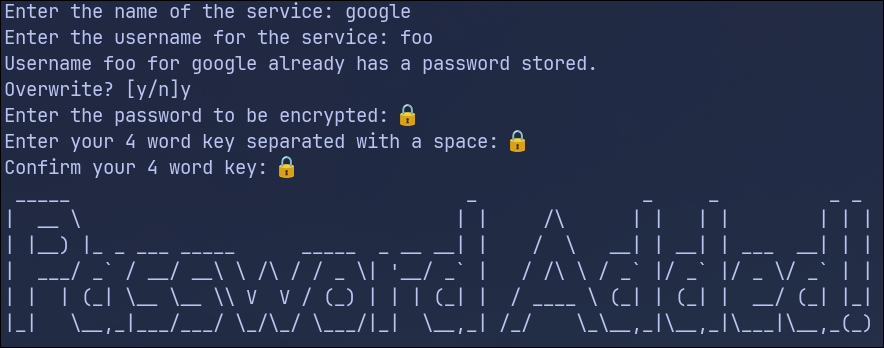 Enter the name of the service: google
Enter the username for the service: foo
Username foo for google already has a password stored.
Overwrite? [y/n]y
Enter the password to be encrypted: 🔒
Enter your 4 word key separated with a space: 🔒
Confirm your 4 word key: 🔒
Password Added!